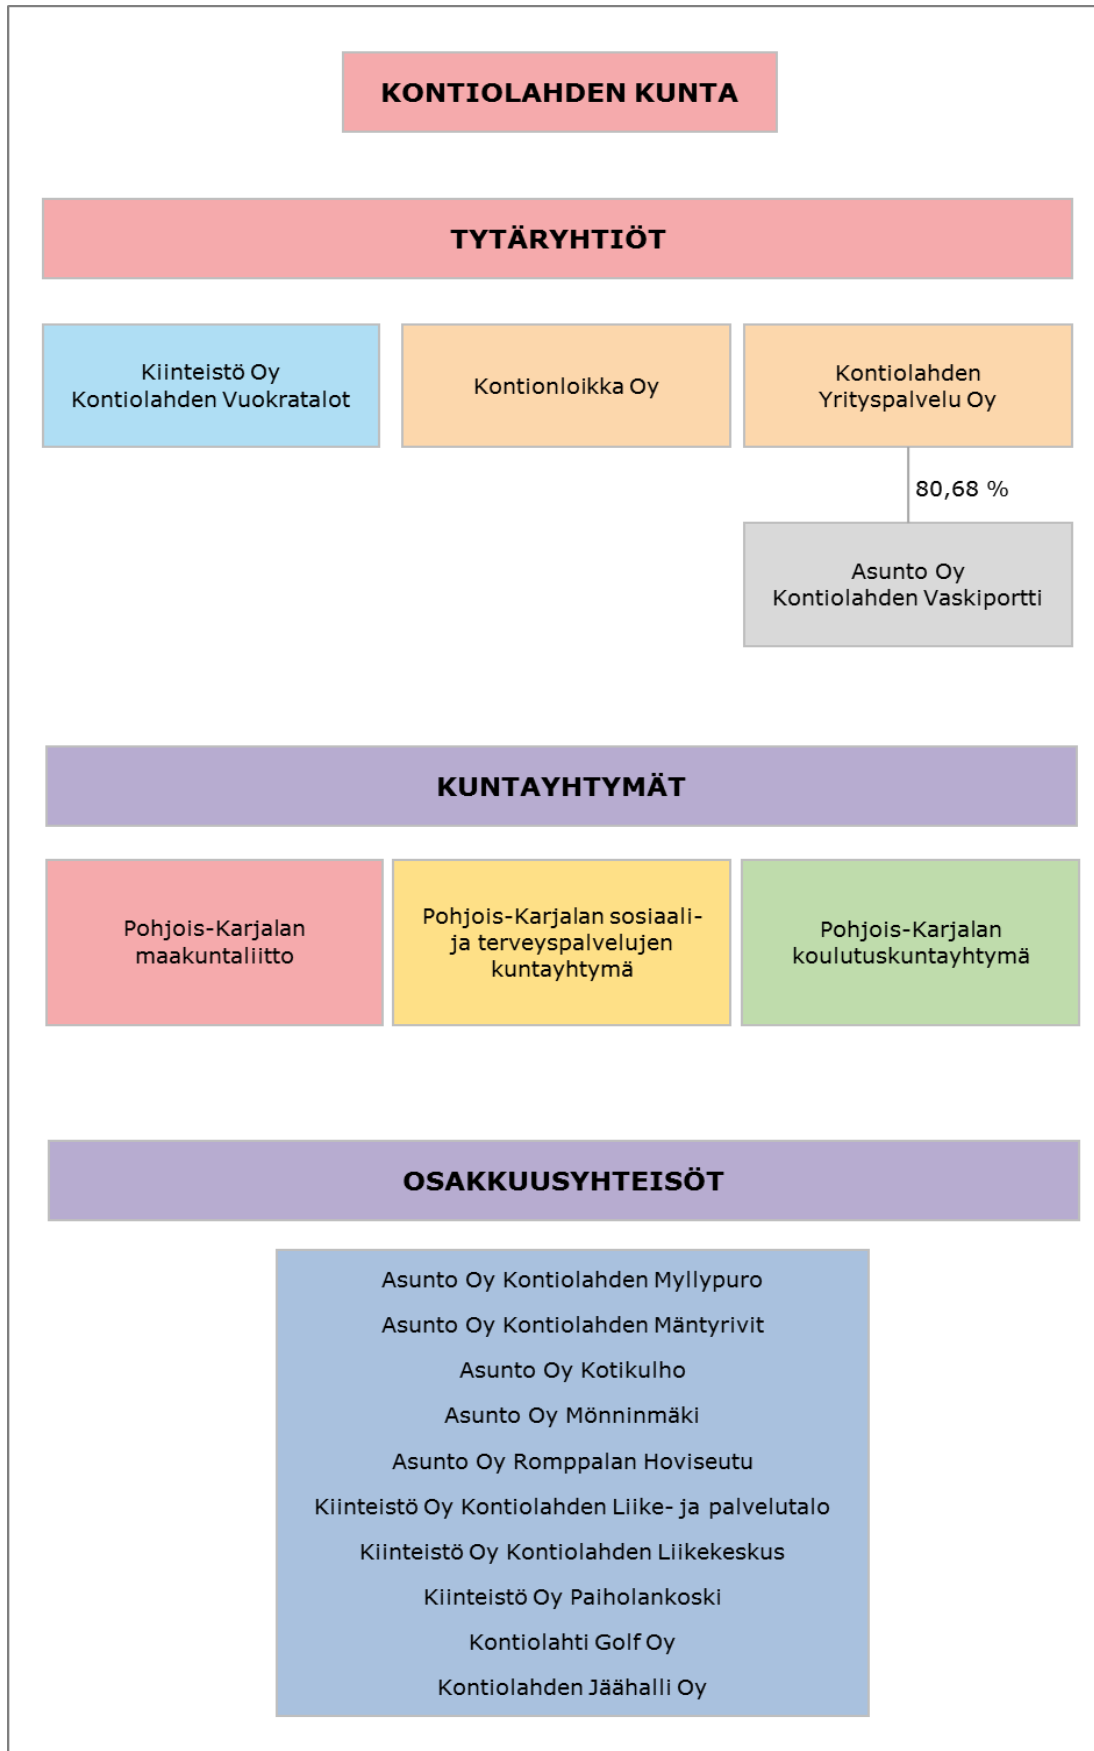 KONTIOLAHDEN KUNTA
TYTÄRYHTIÖT
Kiinteistö Oy
Kontiolahden Vuokratalot
Kontionloikka Oy
Kontiolahden
Yrityspalvelu Oy
80,68 %
Asunto Oy
Kontiolahden Vaskiportti
KUNTAYHTYMÄT
Pohjois-Karjalan
maakuntaliitto
Pohjois-Karjalan sosiaali-
ja terveyspalvelujen
kuntayhtymä
Pohjois-Karjalan
koulutuskuntayhtymä
OSAKKUUSYHTEISÖT
Asunto Oy Kontiolahden Myllypuro
Asunto Oy Kontiolahden Mäntyrivit
Asunto Oy Kotikulho
Asunto Oy Mönninmäki
Asunto Oy Romppalan Hoviseutu
Kiinteistö Oy Kontiolahden Liike- ja palvelutalo
Kiinteistö Oy Kontiolahden Liikekeskus
Kiinteistö Oy Paiholankoski
Kontiolahti Golf Oy
Kontiolahden Jäähalli Oy